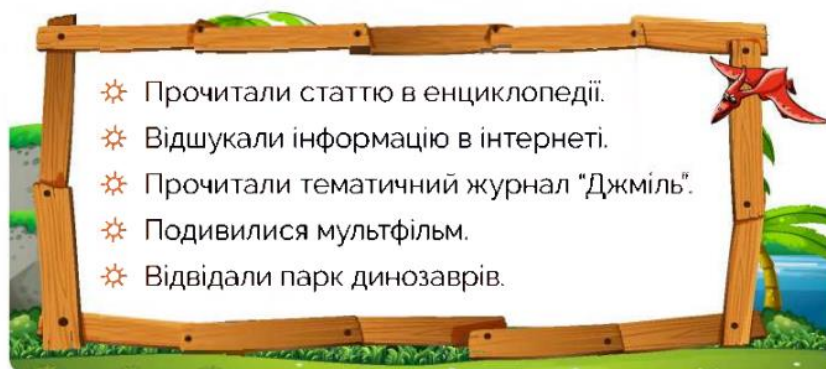 Прочитали статтю в енциклопедії.
Відшукали інформацію в інтернеті.
Прочитали тематичний журнал "Джміль".
Подивилися мультфільм.
Відвідали парк динозаврів.